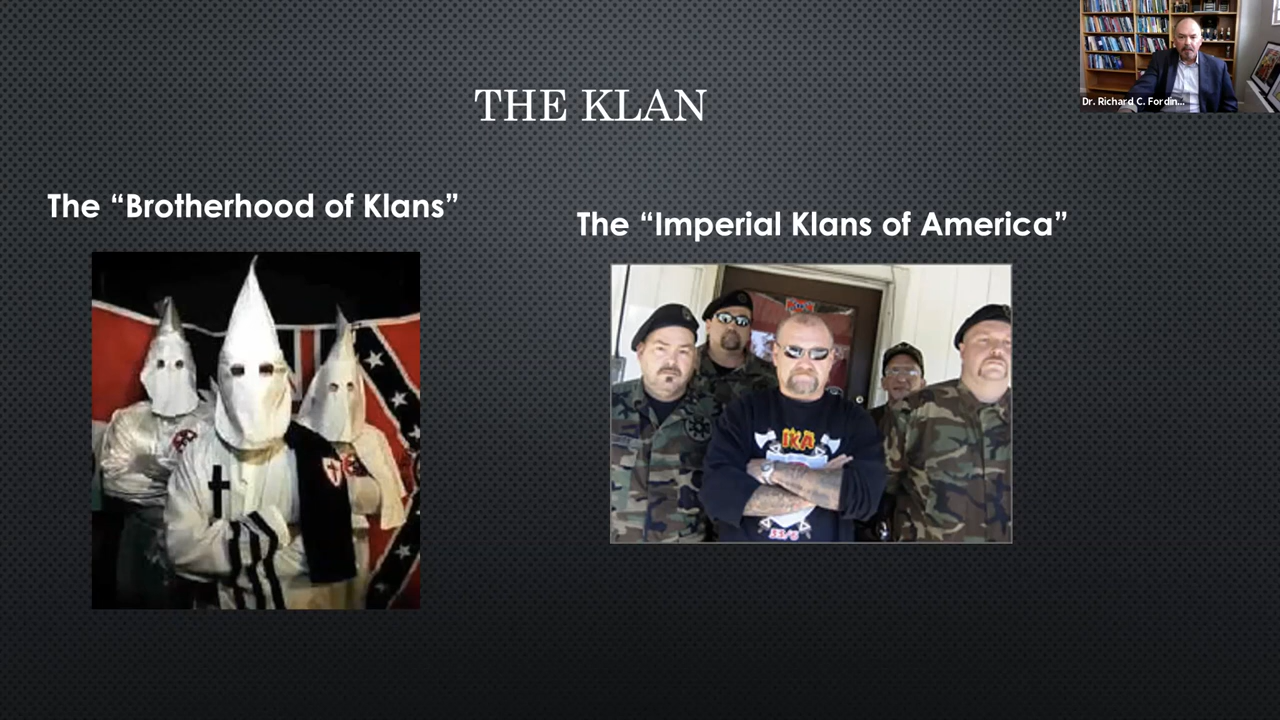 Dr. Richard C. Fordin...
THE KLAN
The “Brotherhood of Klans”
The “Imperial Klans of America”
IKA